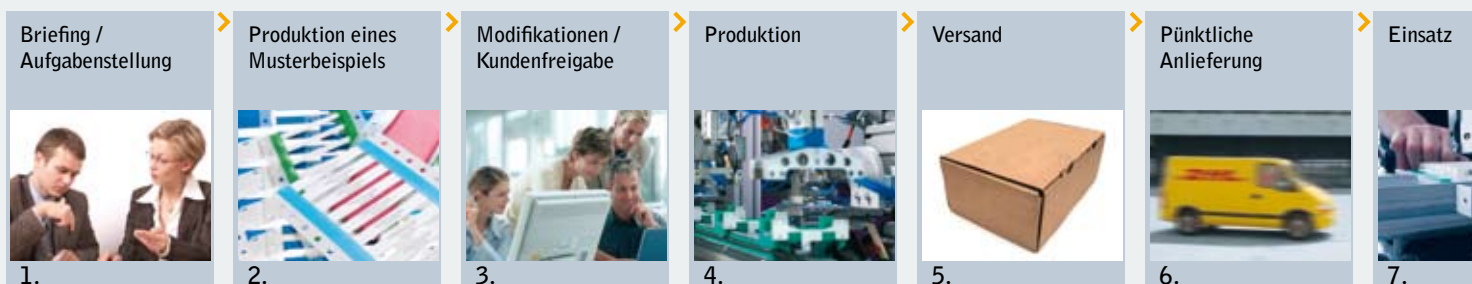 Briefing /
Aufgabenstellung
1.
Produktion eines
Musterbeispiels
2.
Modifikationen /
Kundenfreigabe
3.
Produktion
4.
Versand
5.
Pünktliche
Anlieferung
DHL
6.
Einsatz
7.